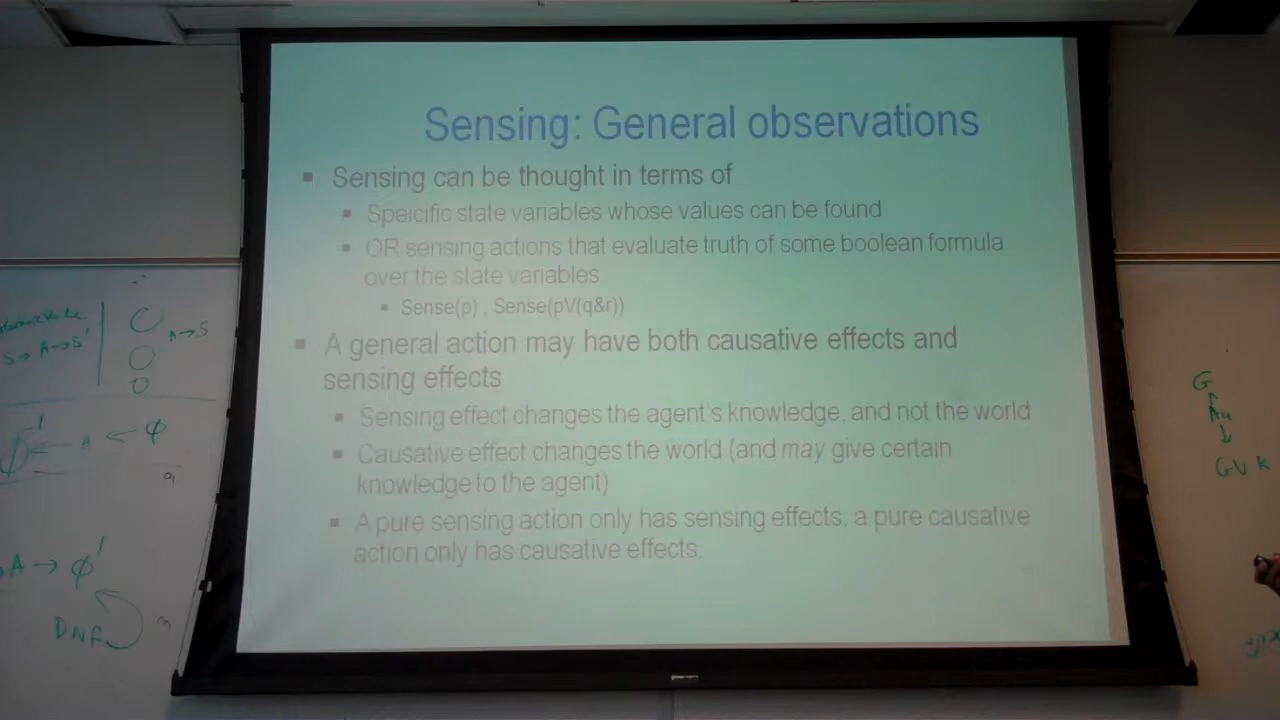 Sensing: General observations
Sensing can be thought in terms of
Speicific state variables whose values can be found
OR sensing actions that evaluate truth of some boolean formula
over the state variables
Sense(p) , Sense(pV(q&r))
A general action may have both causative effects and
sensing effects
Sensing effect changes the agent's knowledge, and not the world
Causative effect changes the world (and may give certain
knowledge to the agent)
A pure sensing action only has sensing effects, a pure causative
action only has causative effects.
S → A → S'
A → S
A ← φ
A → φ'
DNF
G
G V K